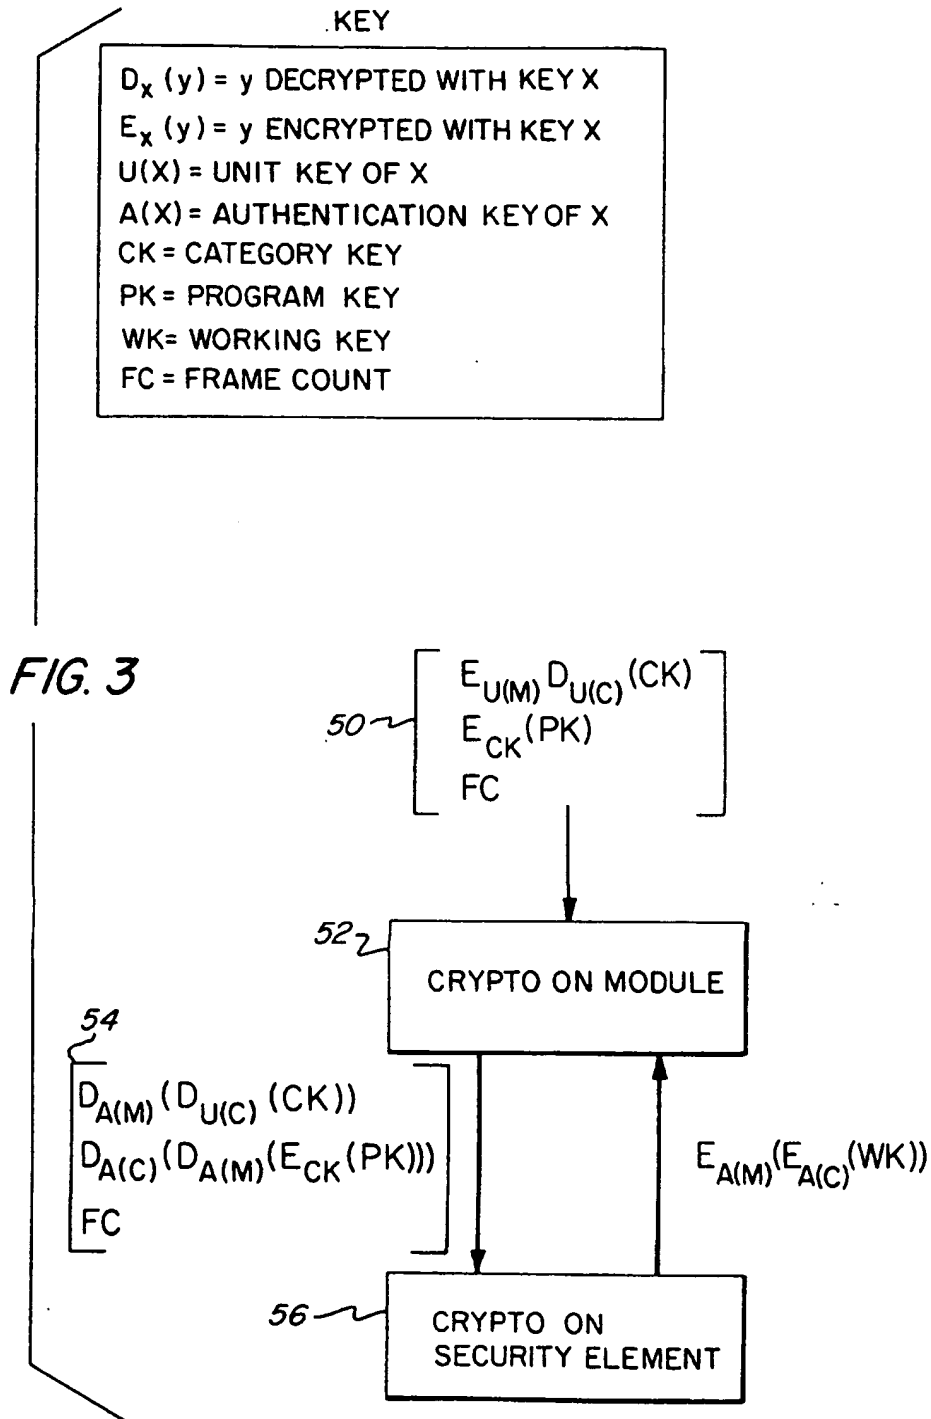 KEY
Dx (y) = y DECRYPTED WITH KEY X
Ex (y) = y ENCRYPTED WITH KEY X
U(X) = UNIT KEY OF X
A(X) = AUTHENTICATION KEY OF X
CK = CATEGORY KEY
PK = PROGRAM KEY
WK= WORKING KEY
FC = FRAME COUNT
FIG. 3
50
EU(M) DU(C) (CK)
ECK (PK)
FC
52
CRYPTO ON MODULE
54
DA(M) (DU(C) (CK))
DA(C) (DA(M) (ECK (PK)))
FC
EA(M) (EA(C) (WK))
56
CRYPTO ON
SECURITY ELEMENT